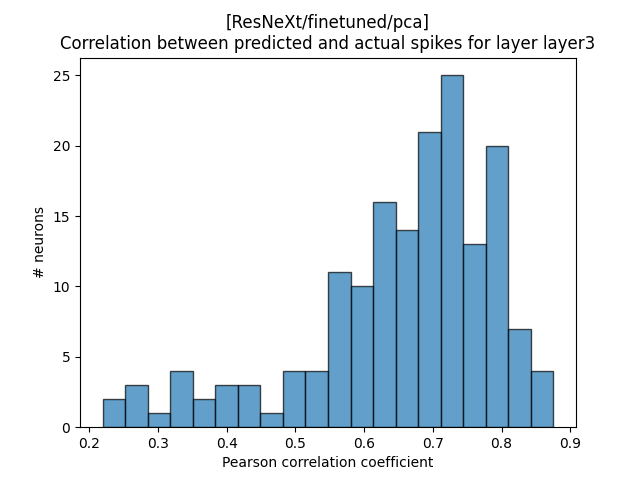 [ResNeXt/finetuned/pca]
Correlation between predicted and actual spikes for layer layer3
25
20
15
10
5
0
# neurons
0.2 0.3 0.4 0.5 0.6 0.7 0.8 0.9
Pearson correlation coefficient